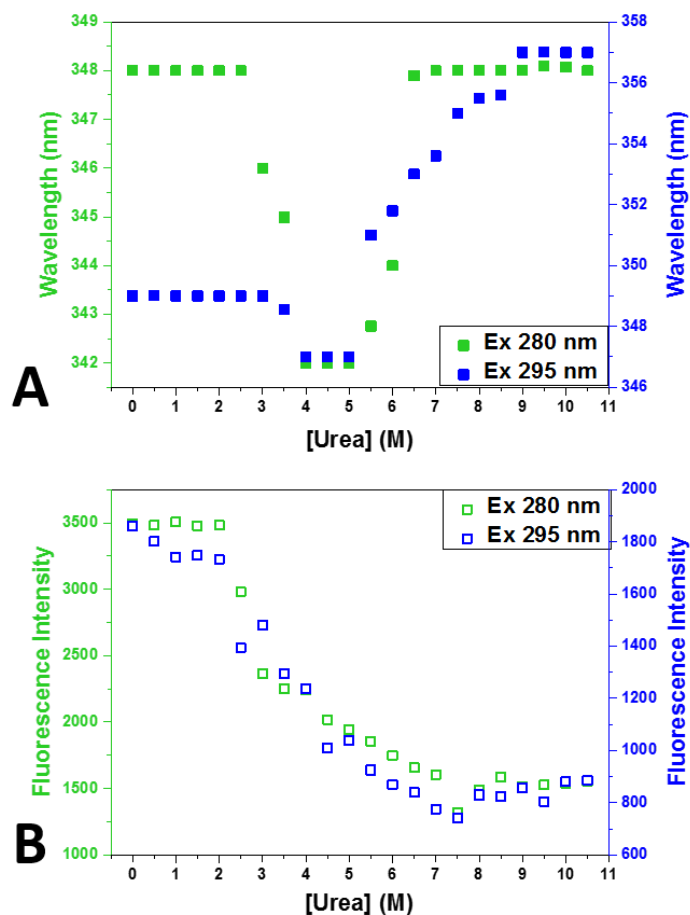 349
348
347
346
345
344
343
342
Wavelength (nm)
358
356
354
352
350
348
346
Wavelength (nm)
Ex 280 nm
Ex 295 nm
A
0 1 2 3 4 5 6 7 8 9 10 11
[Urea] (M)
3500
3000
2500
2000
1500
1000
Fluorescence Intensity
2000
1800
1600
1400
1200
1000
800
600
Fluorescence Intensity
Ex 280 nm
Ex 295 nm
B
0 1 2 3 4 5 6 7 8 9 10 11
[Urea] (M)